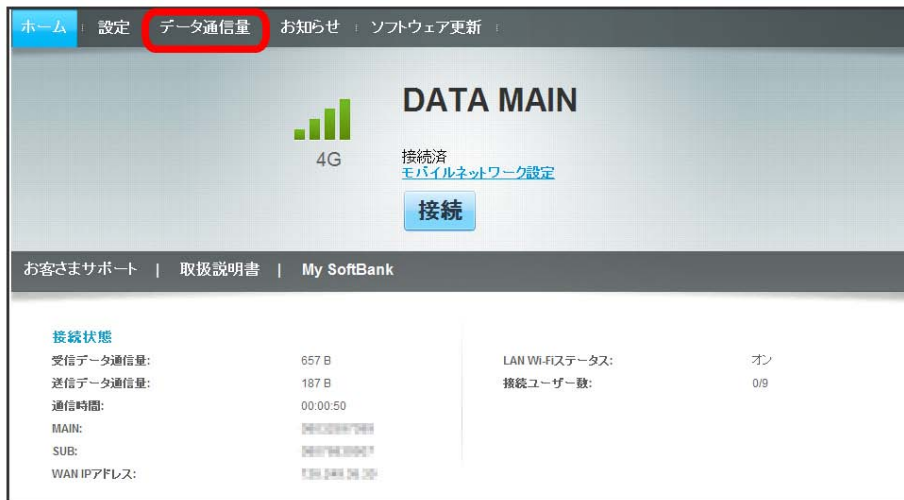 ホーム 設定 データ通信量 お知らせ ソフトウェア更新
DATA MAIN
4G
接続済
モバイルネットワーク設定
接続
お客さまサポート | 取扱説明書 | My SoftBank
接続状態
受信データ通信量: 657 B LAN Wi-Fiステータス: オン
送信データ通信量: 187 B 接続ユーザー数: 0/9
通信時間: 00:00:50
MAIN:
SUB:
WAN IPアドレス: